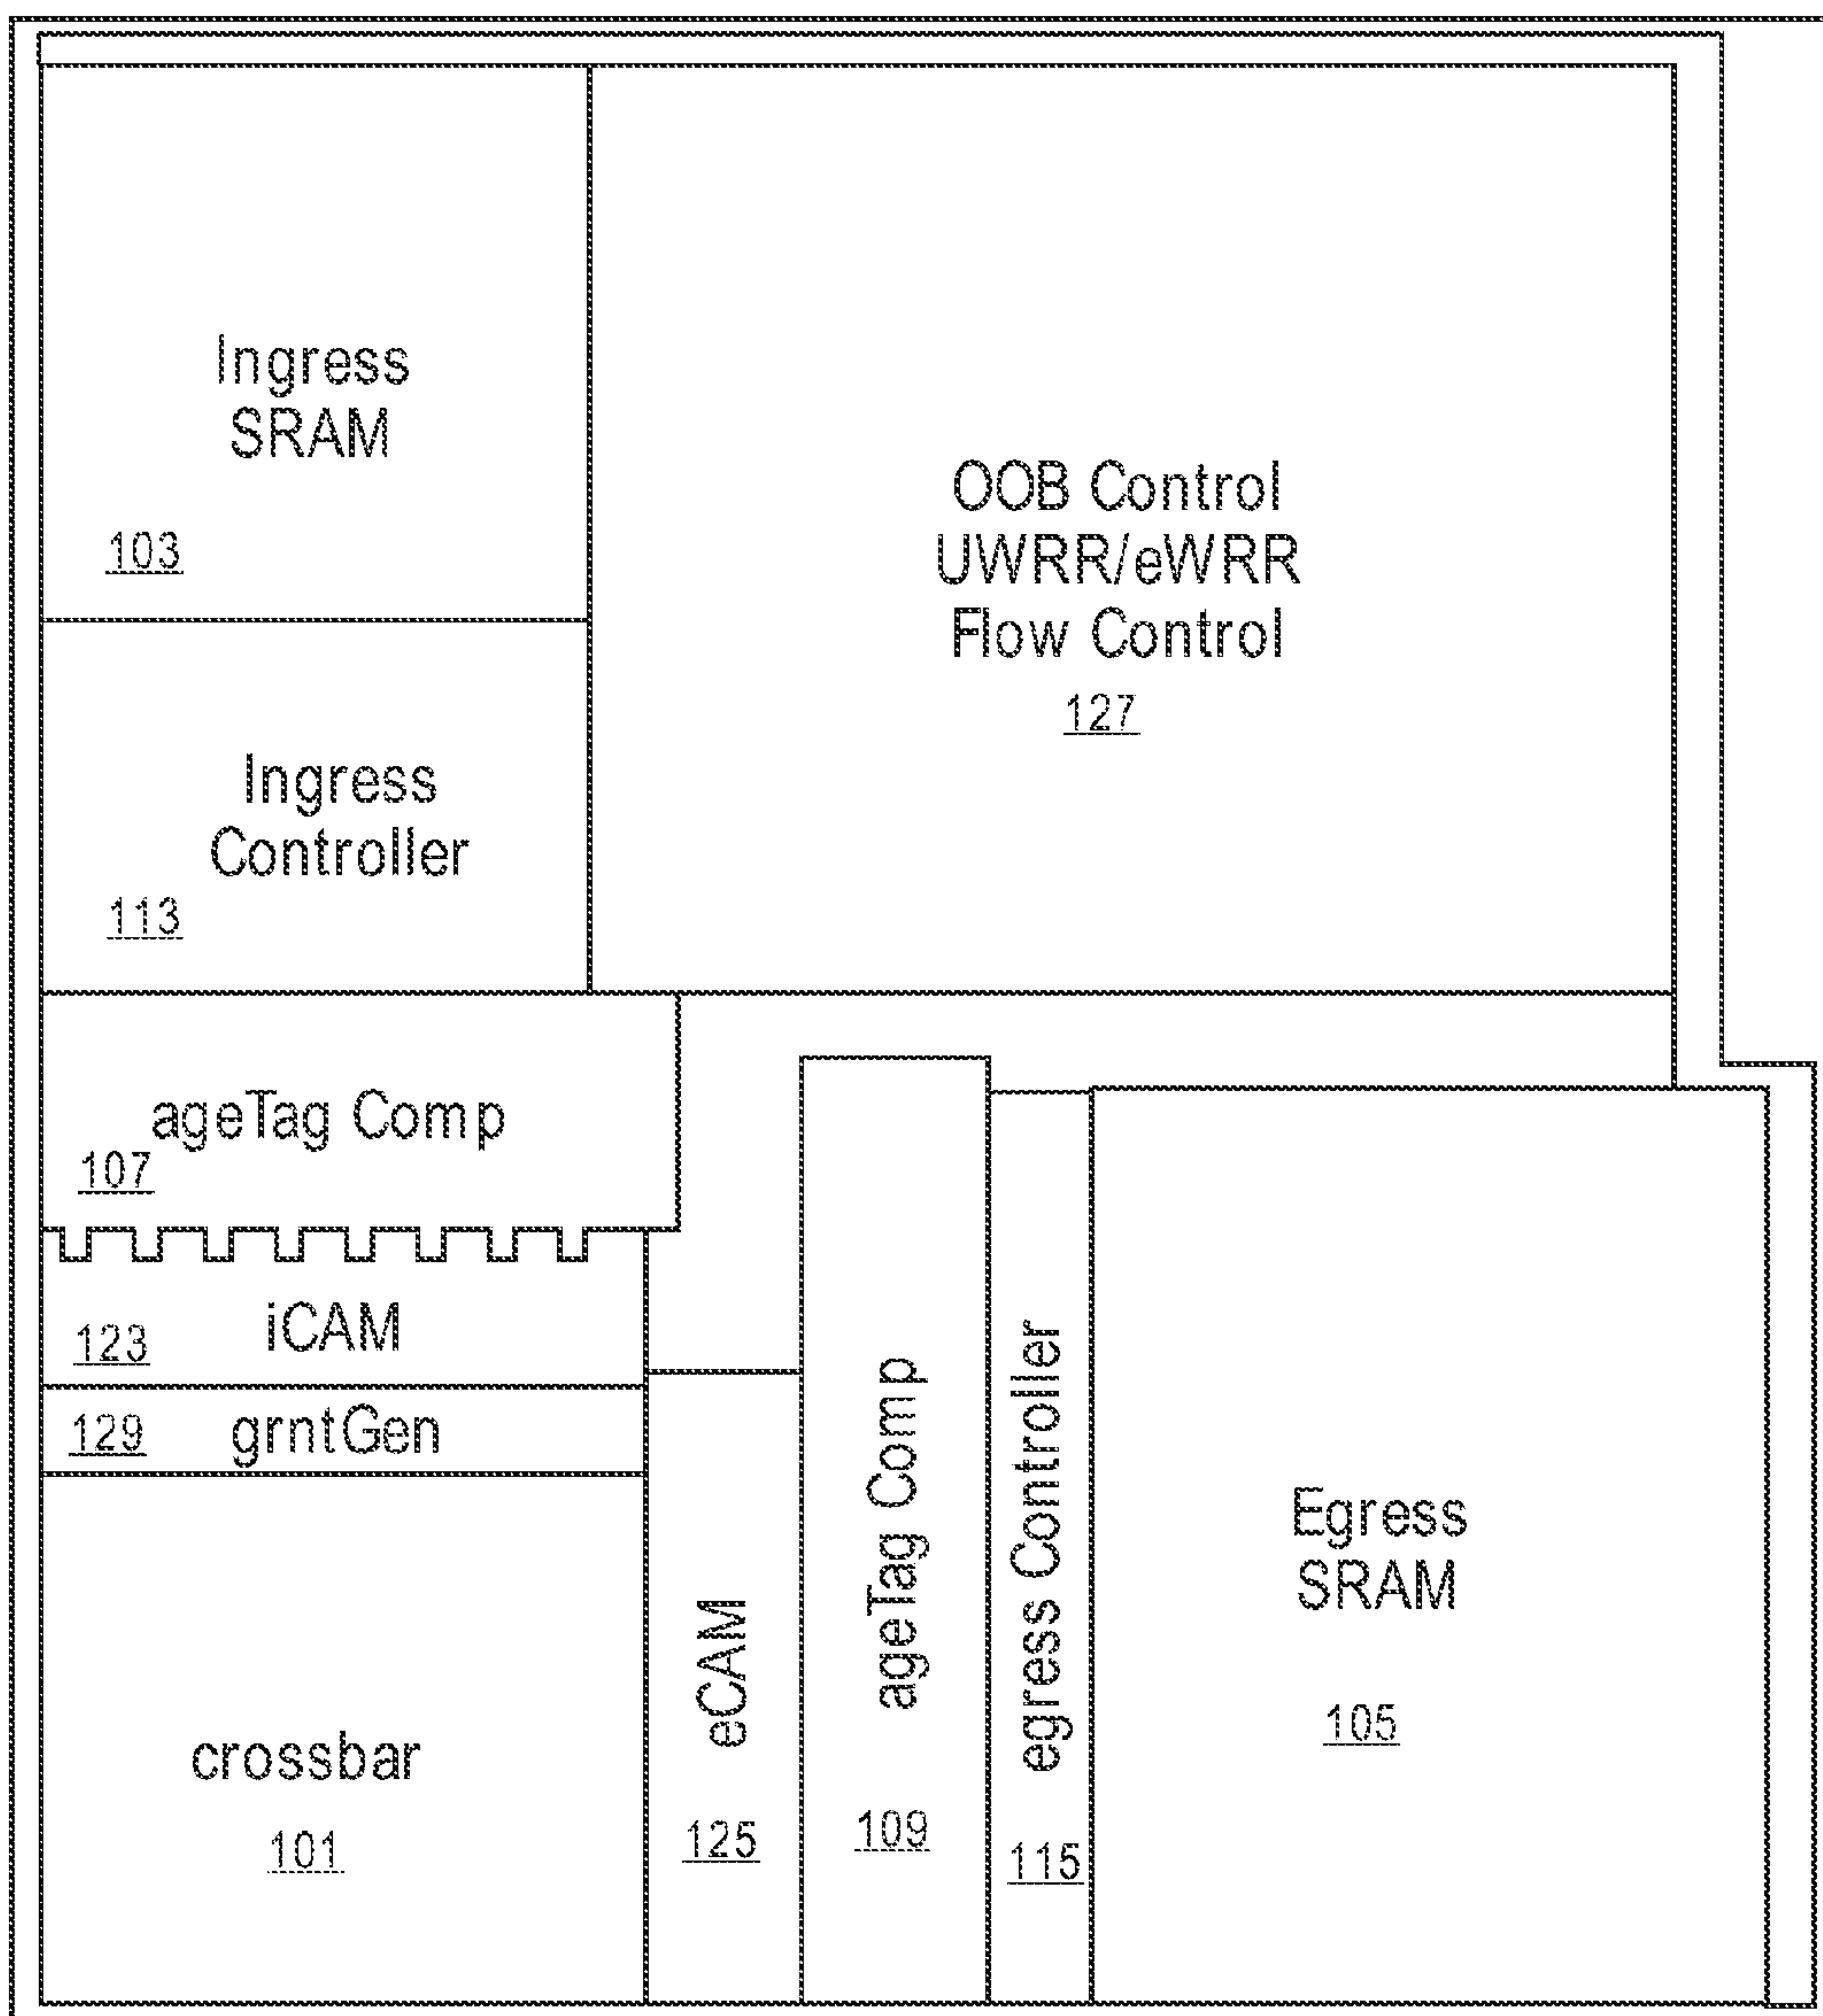 Ingress
SRAM
103
OOB Control
UWRR/eWRR
Flow Control
127
Ingress
Controller
113
ageTag Comp
107
iCAM
123
129 grntGen
crossbar
101
eCAM
125
ageTag Comp
109
egress Controller
115
Egress
SRAM
105